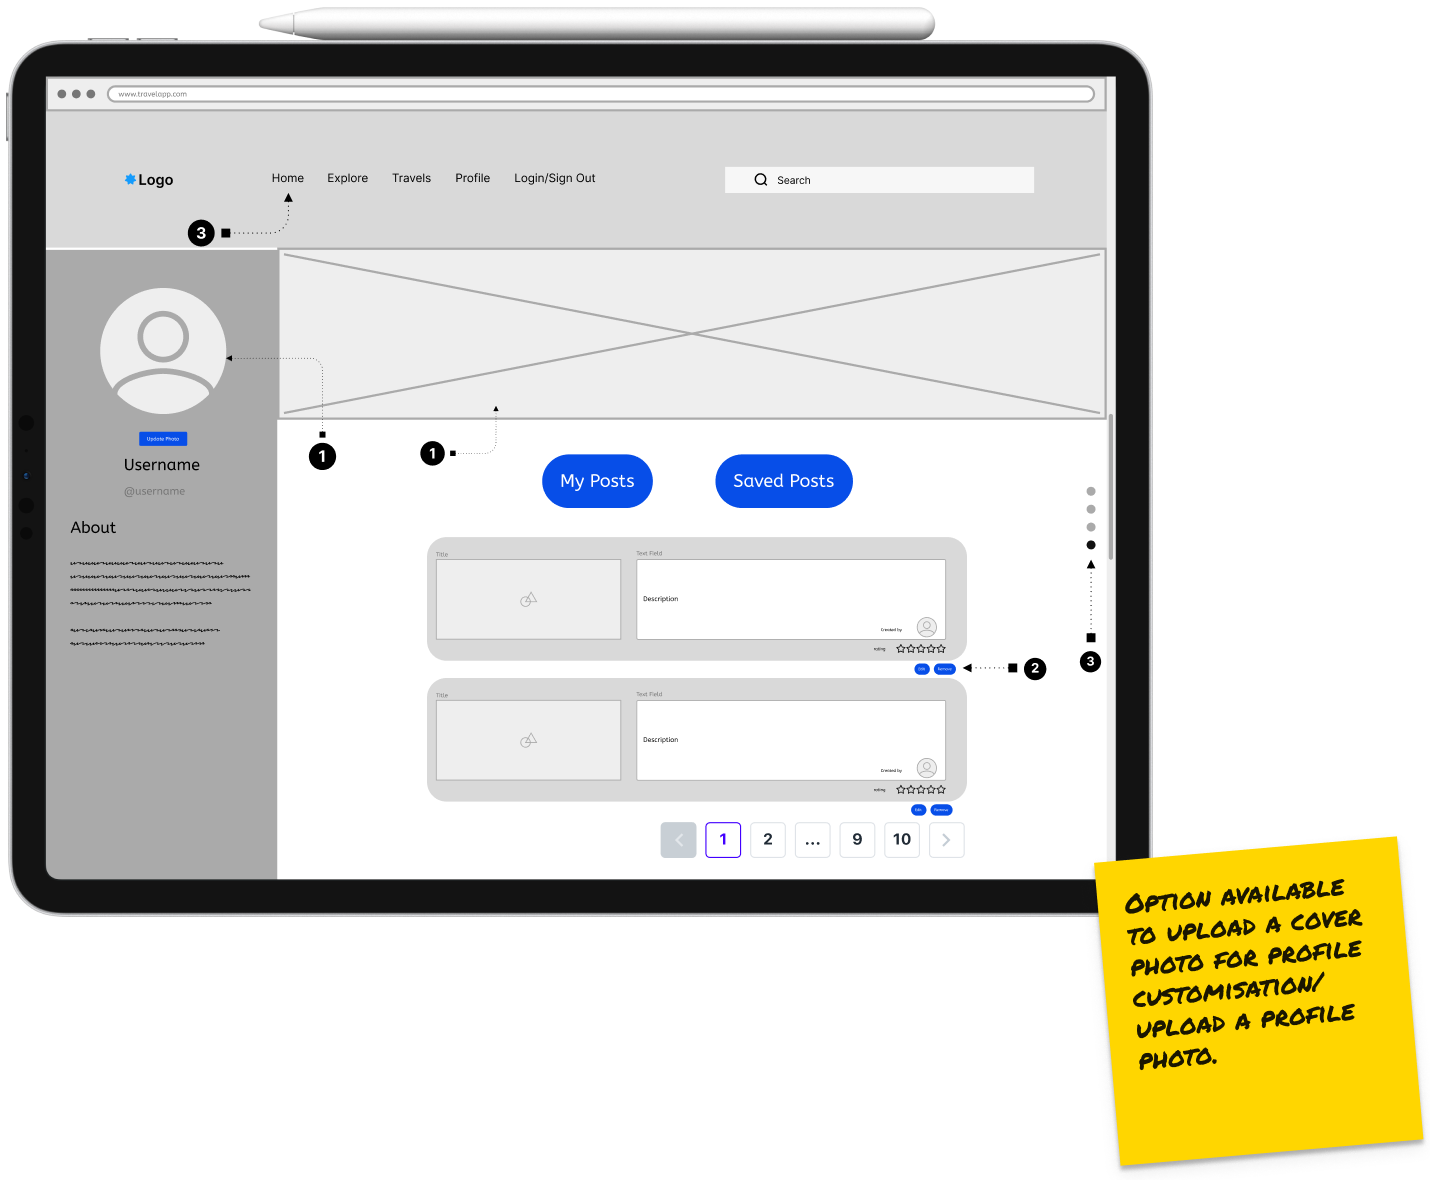 www.travelapp.com
Logo
Home Explore Travels Profile Login/Sign Out
Search
3
Update Photo
Username
@username
About
1
1
My Posts
Saved Posts
Title
Text Field
Description
Created by
rating
Edit
Remove
2
3
Title
Text Field
Description
Created by
rating
Edit
Remove
1 2 ... 9 10
Option available
to upload a cover
photo for profile
customisation/
upload a profile
photo.